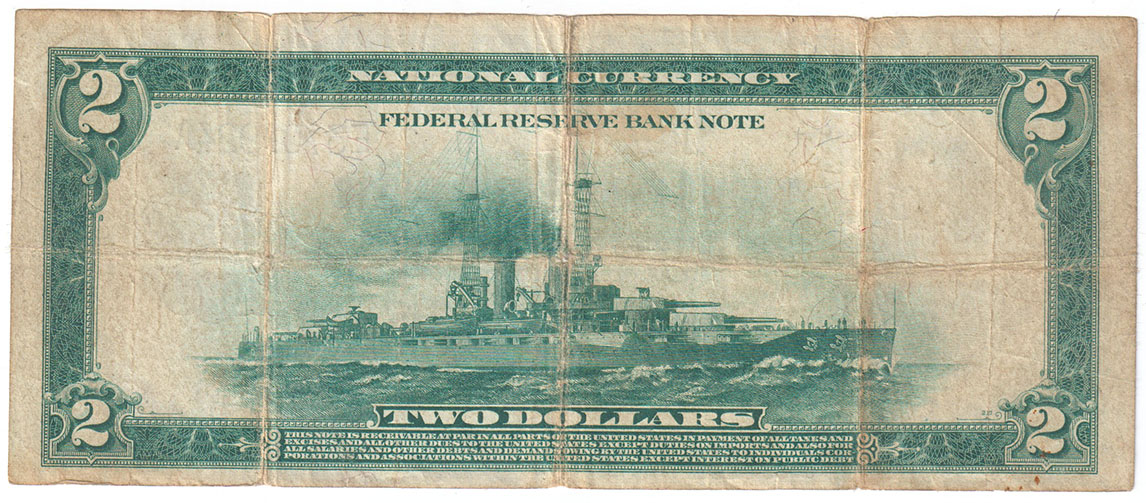 2 NATIONAL CURRENCY 2
FEDERAL RESERVE BANK NOTE
2 TWO DOLLARS 2
THIS NOTE IS RECEIVABLE AT PAR IN ALL PARTS OF THE UNITED STATES IN PAYMENT OF ALL TAXES AND
EXCISES AND ALL OTHER DUES TO THE UNITED STATES EXCEPT DUTIES ON IMPORTS AND ALSO OF
ALL SALARIES AND OTHER DEBTS AND DEMANDS OWING BY THE UNITED STATES TO INDIVIDUALS COR
PORATIONS AND ASSOCIATIONS WITHIN THE UNITED STATES EXCEPT INTEREST ON PUBLIC DEBT